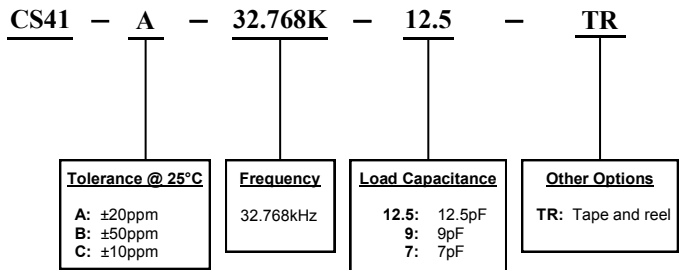 CS41 – A – 32.768K – 12.5 – TR
Tolerance @ 25°C
A: ±20ppm
B: ±50ppm
C: ±10ppm
Frequency
32.768kHz
Load Capacitance
12.5: 12.5pF
9: 9pF
7: 7pF
Other Options
TR: Tape and reel